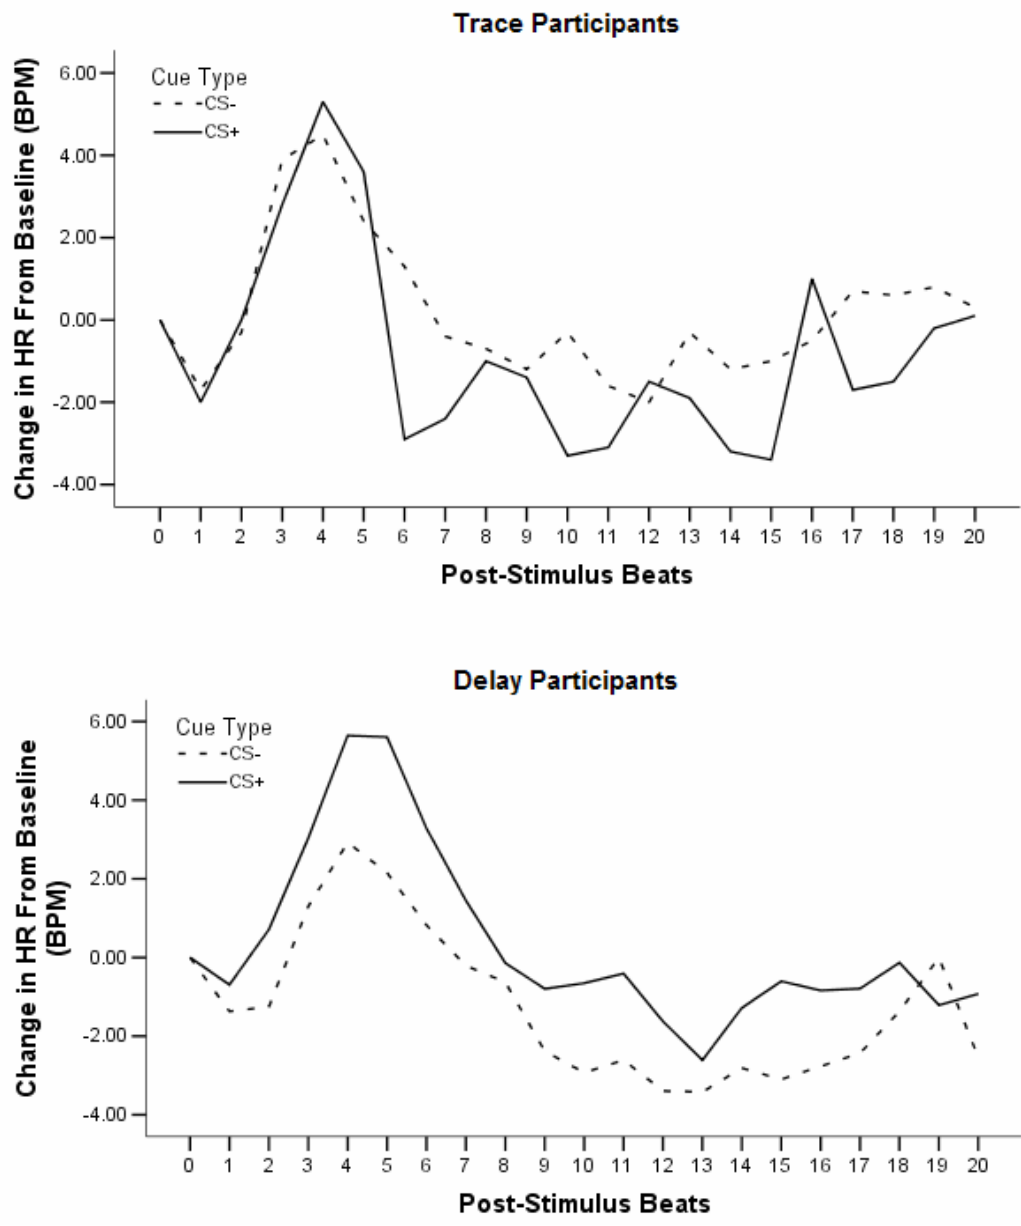 Trace Participants
Change in HR From Baseline (BPM)
6.00
4.00
2.00
0.00
-2.00
-4.00
Cue Type
CS-
CS+
0 1 2 3 4 5 6 7 8 9 10 11 12 13 14 15 16 17 18 19 20
Post-Stimulus Beats
Delay Participants
Change in HR From Baseline
(BPM)
6.00
4.00
2.00
0.00
-2.00
-4.00
Cue Type
CS-
CS+
0 1 2 3 4 5 6 7 8 9 10 11 12 13 14 15 16 17 18 19 20
Post-Stimulus Beats